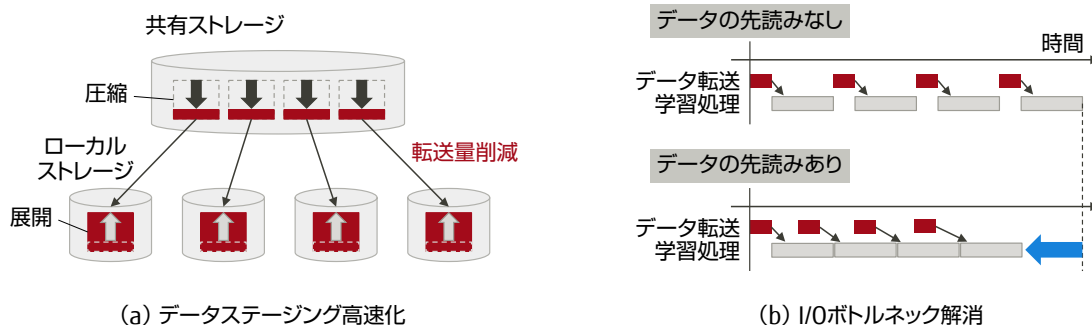 共有ストレージ
圧縮
ローカル
ストレージ
転送量削減
展開
(a) データステージング高速化
データの先読みなし
時間
データ転送
学習処理
データの先読みあり
データ転送
学習処理
(b) I/Oボトルネック解消